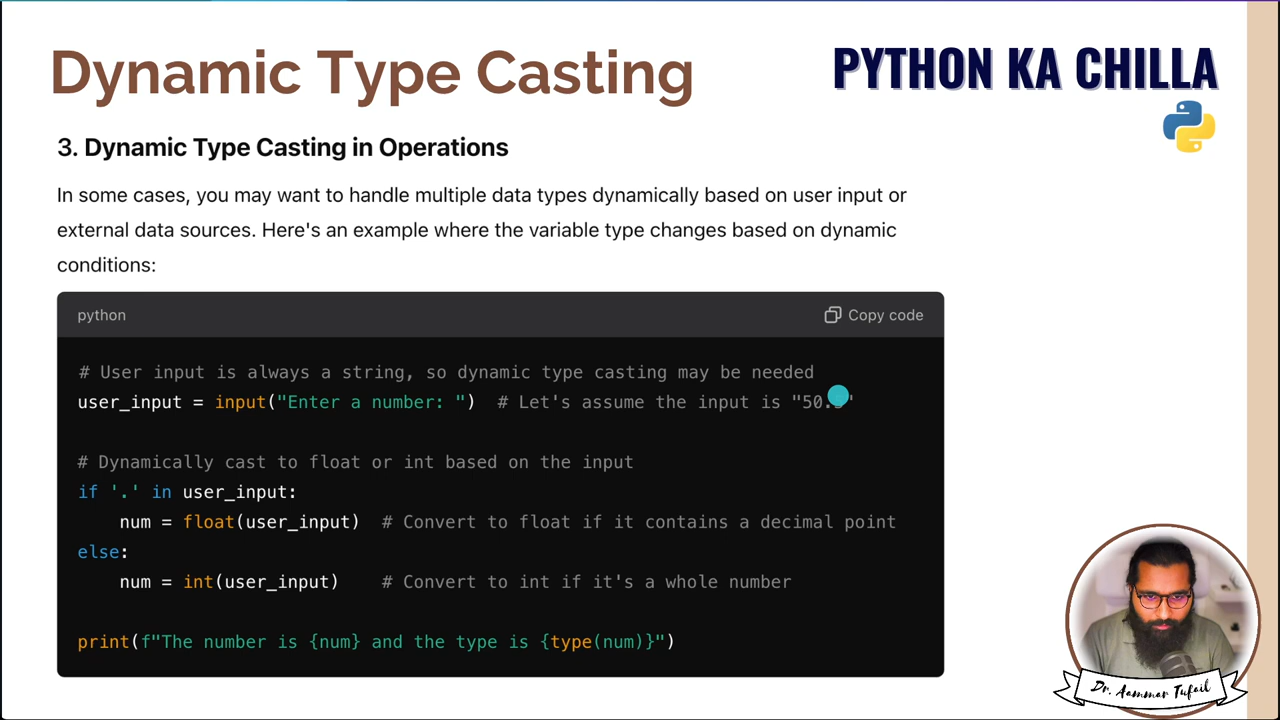 Dynamic Type Casting
PYTHON KA CHILLA
3. Dynamic Type Casting in Operations
In some cases, you may want to handle multiple data types dynamically based on user input or
external data sources. Here's an example where the variable type changes based on dynamic
conditions:
python
Copy code
# User input is always a string, so dynamic type casting may be needed
user_input = input("Enter a number: ")  # Let's assume the input is
# Dynamically cast to float or int based on the input
if '.' in user_input:
    num = float(user_input)  # Convert to float if it contains a decimal point
else:
    num = int(user_input)    # Convert to int if it's a whole number
print(f"The number is {num} and the type is {type(num)}")
Dr. Aammar Tufail